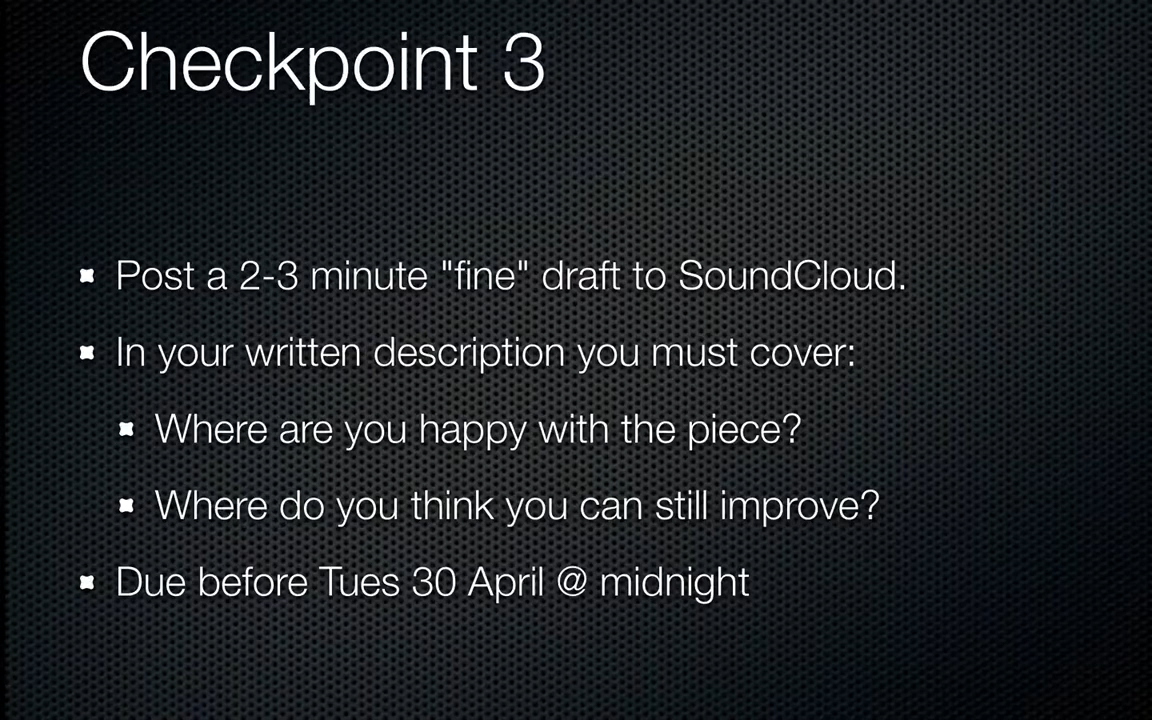 Checkpoint 3
Post a 2-3 minute "fine" draft to SoundCloud.
In your written description you must cover:
Where are you happy with the piece?
Where do you think you can still improve?
Due before Tues 30 April @ midnight